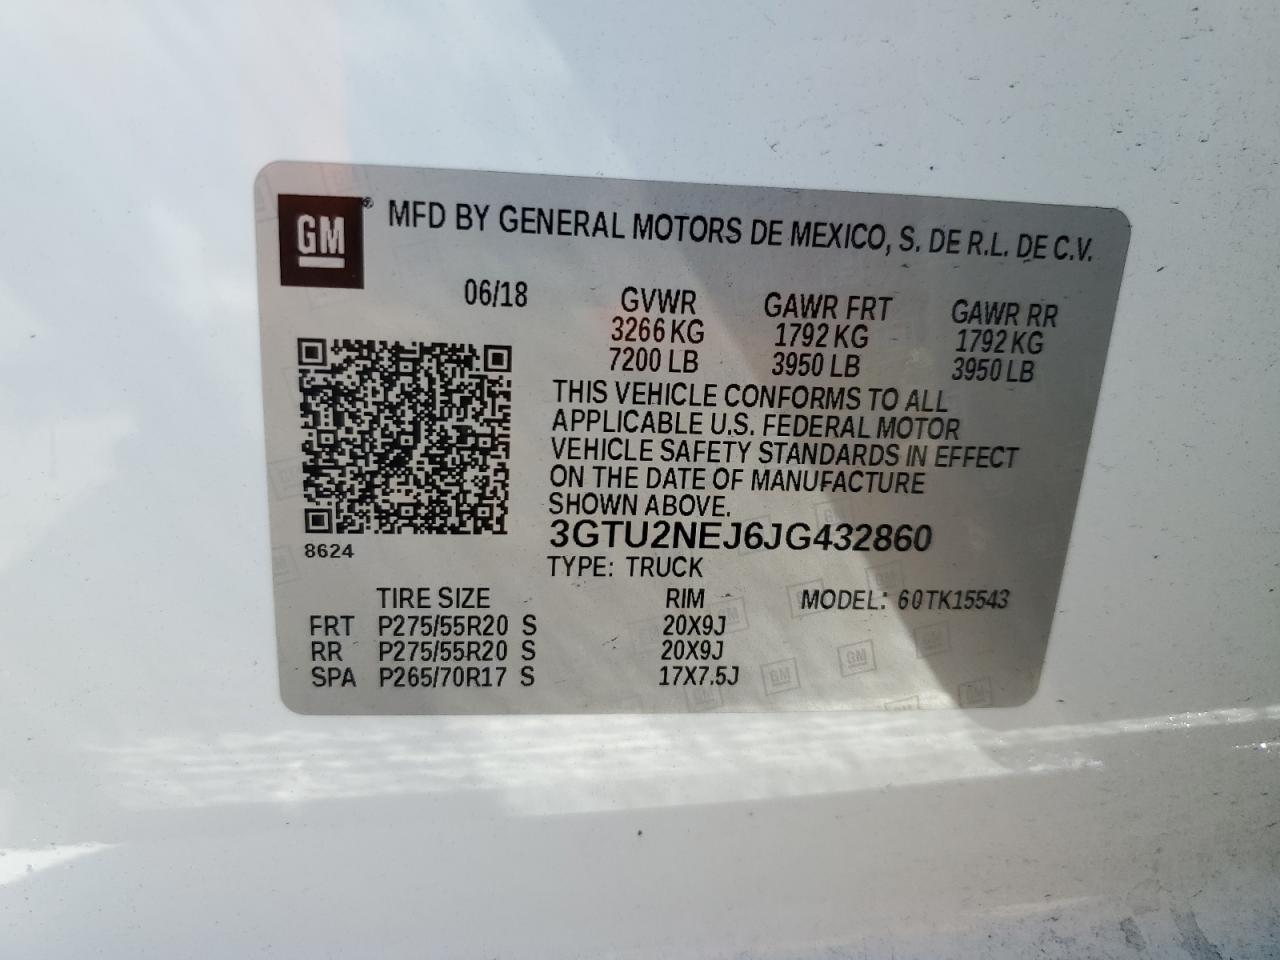 GM® MFD BY GENERAL MOTORS DE MEXICO, S. DE R.L. DE C.V.
06/18 GVWR GAWR FRT GAWR RR
3266 KG 1792 KG 1792 KG
7200 LB 3950 LB 3950 LB
THIS VEHICLE CONFORMS TO ALL
APPLICABLE U.S. FEDERAL MOTOR
VEHICLE SAFETY STANDARDS IN EFFECT
ON THE DATE OF MANUFACTURE
SHOWN ABOVE.
3GTU2NEJ6JG432860
8624
TYPE: TRUCK
TIRE SIZE RIM MODEL: 60TK15543
FRT P275/55R20 S 20X9J
RR P275/55R20 S 20X9J
SPA P265/70R17 S 17X7.5J